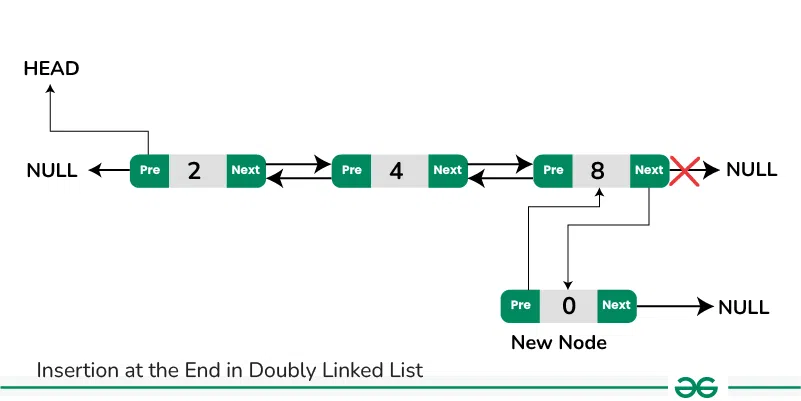 HEAD
NULL
Pre 2 Next
Pre 4 Next
Pre 8 Next
NULL
Pre 0 Next
NULL
New Node
Insertion at the End in Doubly Linked List